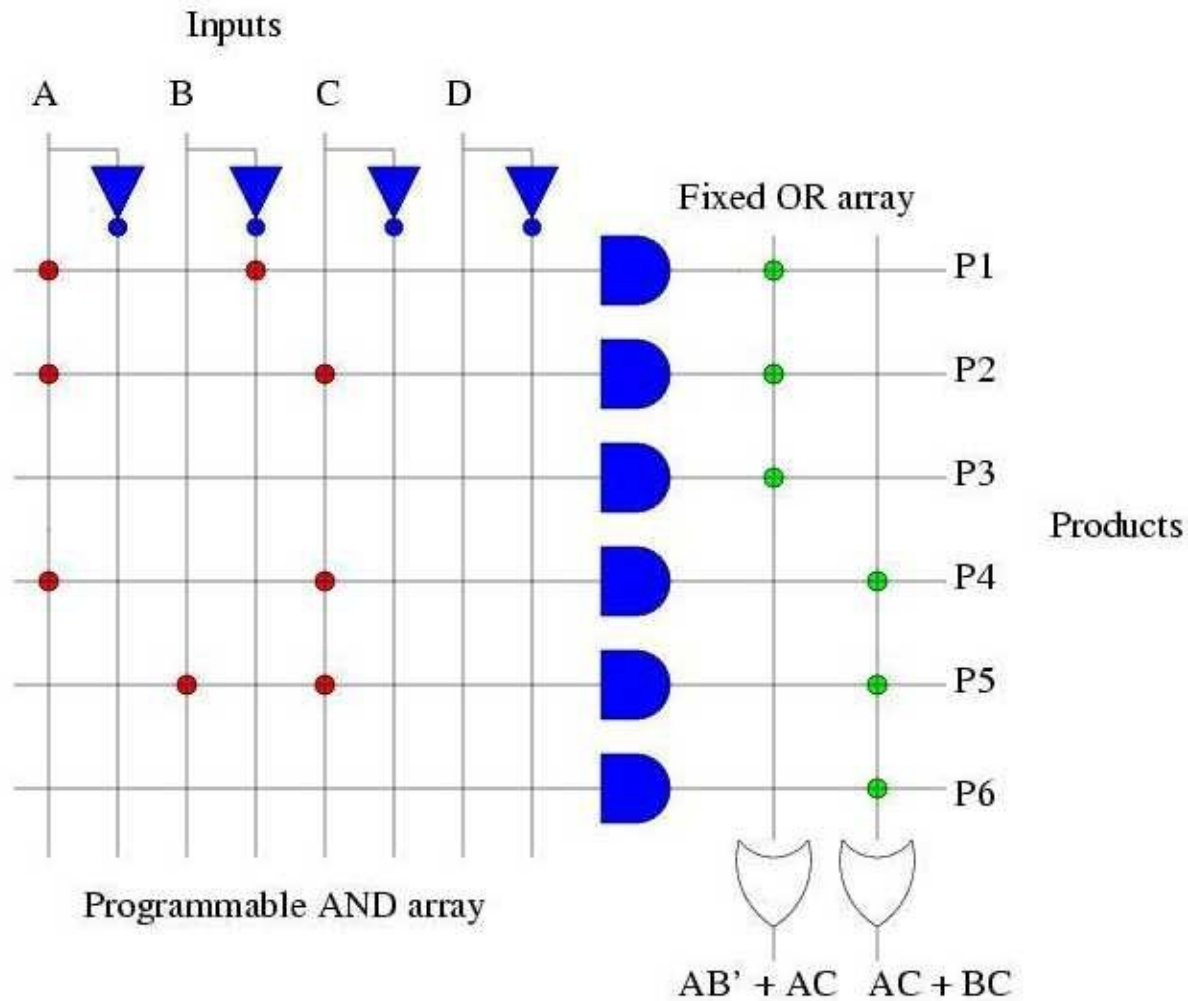 Inputs
A B C D
Fixed OR array
P1
P2
P3
Products
P4
P5
P6
Programmable AND array
AB’ + AC AC + BC